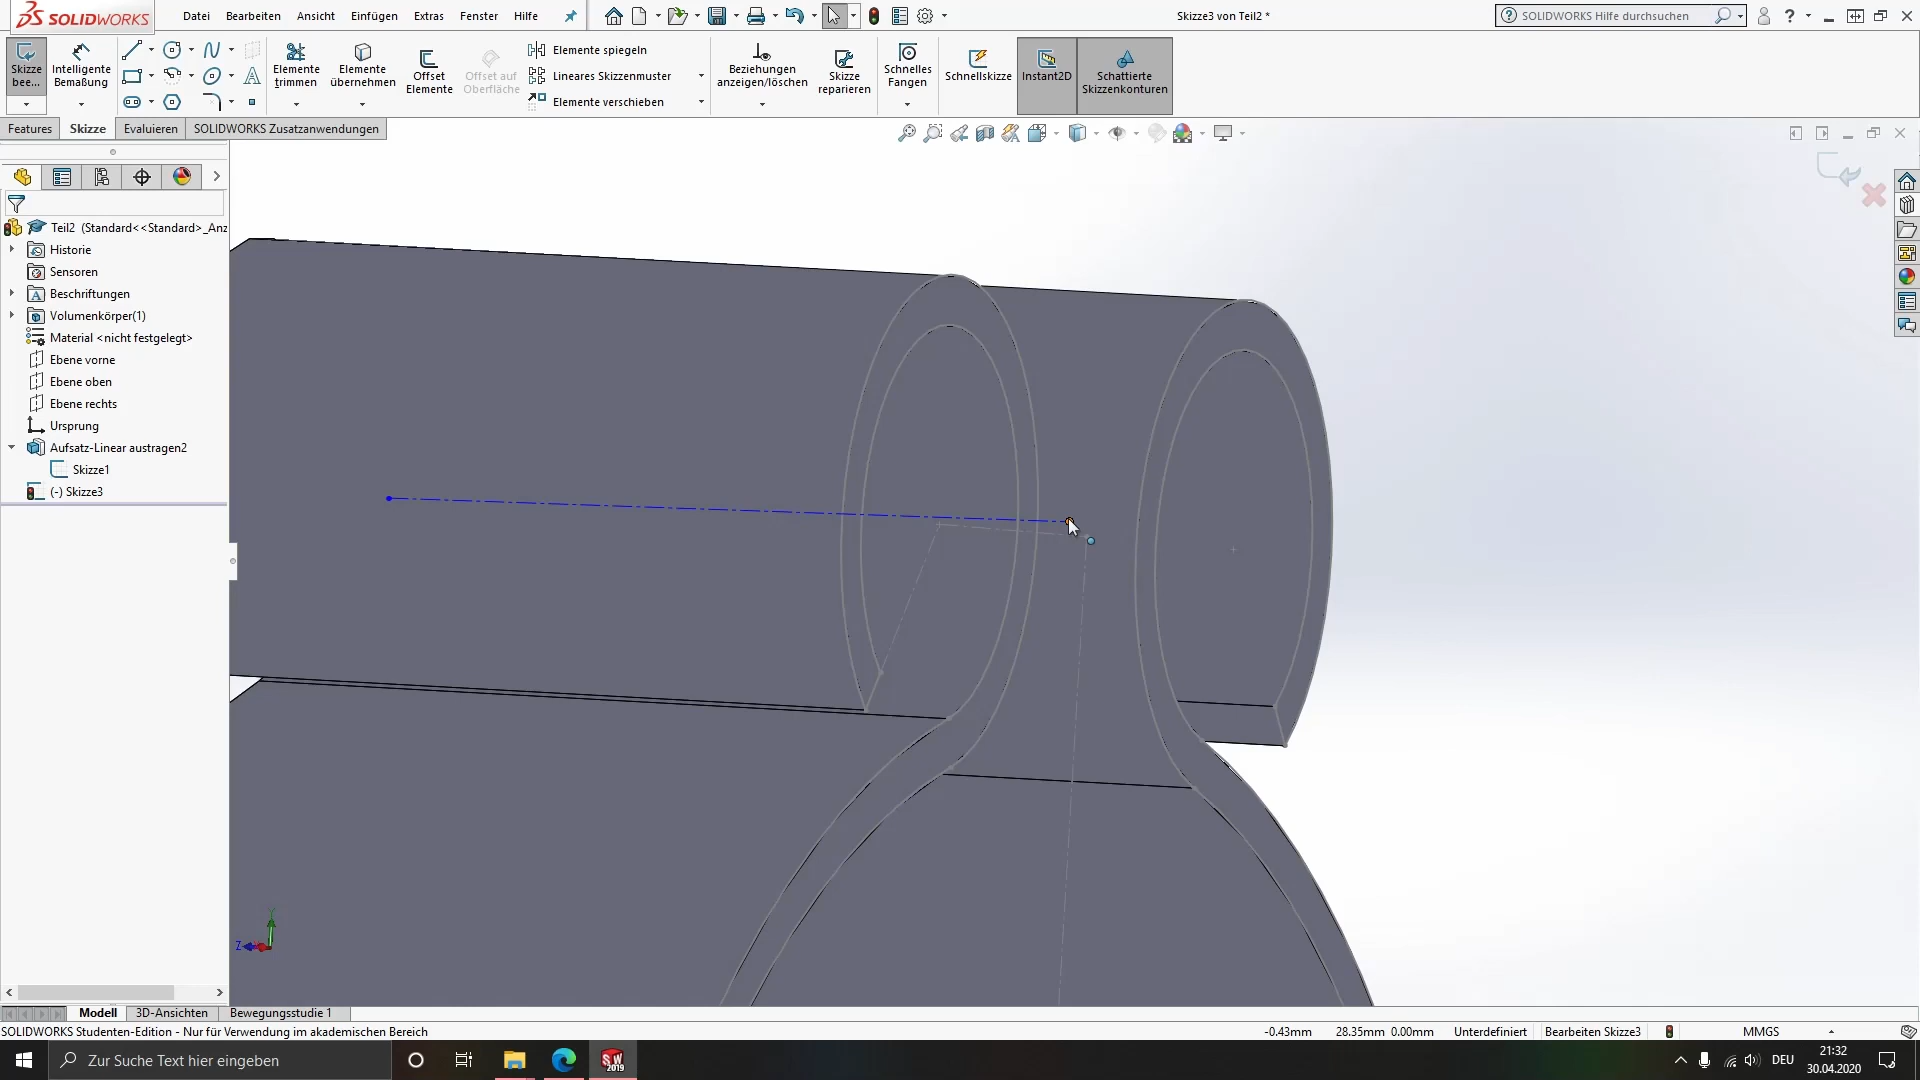 SOLIDWORKS
Datei Bearbeiten Ansicht Einfügen Extras Fenster Hilfe
Skizze3 von Teil2 *
SOLIDWORKS Hilfe durchsuchen
Skizze bee...
Intelligente Bemaßung
Elemente trimmen
Elemente übernehmen
Offset Elemente
Offset auf Oberfläche
Elemente spiegeln
Lineares Skizzenmuster
Elemente verschieben
Beziehungen anzeigen/löschen
Skizze reparieren
Schnelles Fangen
Schnellskizze
Instant2D
Schattierte Skizzenkonturen
Features Skizze Evaluieren SOLIDWORKS Zusatzanwendungen
Teil2 (Standard<<Standard>_Anz
Historie
Sensoren
Beschriftungen
Volumenkörper(1)
Material <nicht festgelegt>
Ebene vorne
Ebene oben
Ebene rechts
Ursprung
Aufsatz-Linear austragen2
Skizze1
(-) Skizze3
Z
Modell 3D-Ansichten Bewegungsstudie 1
SOLIDWORKS Studenten-Edition - Nur für Verwendung im akademischen Bereich
-0.43mm 28.35mm 0.00mm Unterdefiniert Bearbeiten Skizze3 MMGS
Zur Suche Text hier eingeben
SW 2019
DEU
21:32
30.04.2020